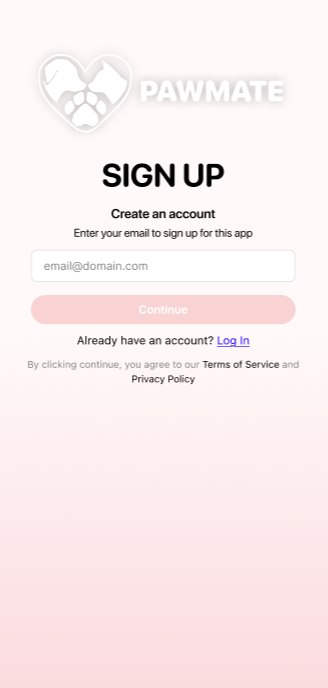 PAWMATE
SIGN UP
Create an account
Enter your email to sign up for this app
email@domain.com
Continue
Already have an account? Log In
By clicking continue, you agree to our Terms of Service and
Privacy Policy